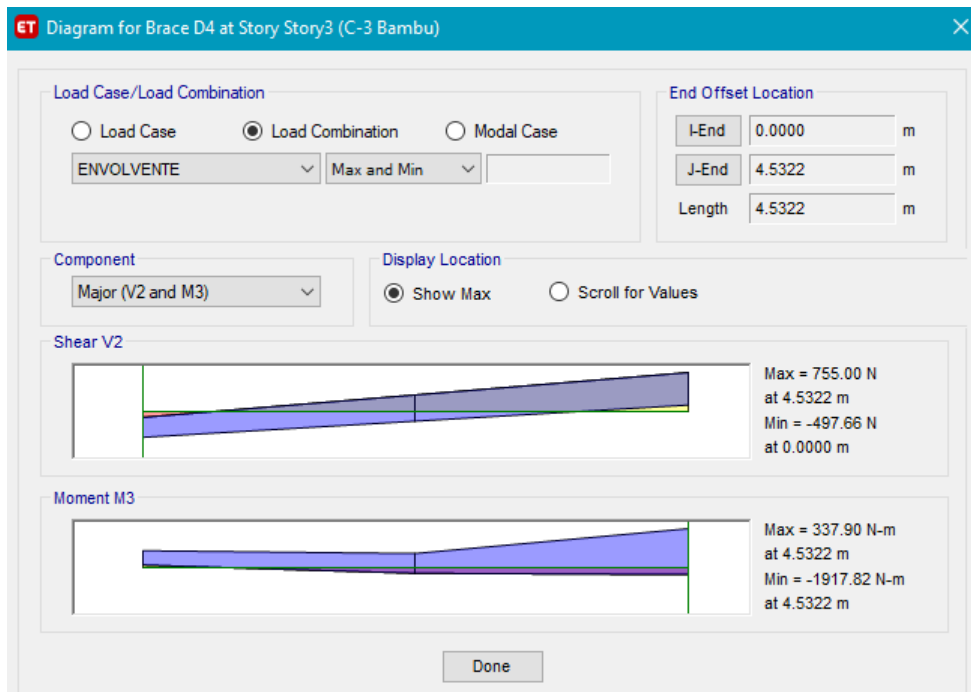 ET Diagram for Brace D4 at Story Story3 (C-3 Bambu)
Load Case/Load Combination
Load Case Load Combination Modal Case
ENVOLVENTE Max and Min
End Offset Location
I-End 0.0000 m
J-End 4.5322 m
Length 4.5322 m
Component
Major (V2 and M3)
Display Location
Show Max Scroll for Values
Shear V2
Max = 755.00 N
at 4.5322 m
Min = -497.66 N
at 0.0000 m
Moment M3
Max = 337.90 N-m
at 4.5322 m
Min = -1917.82 N-m
at 4.5322 m
Done